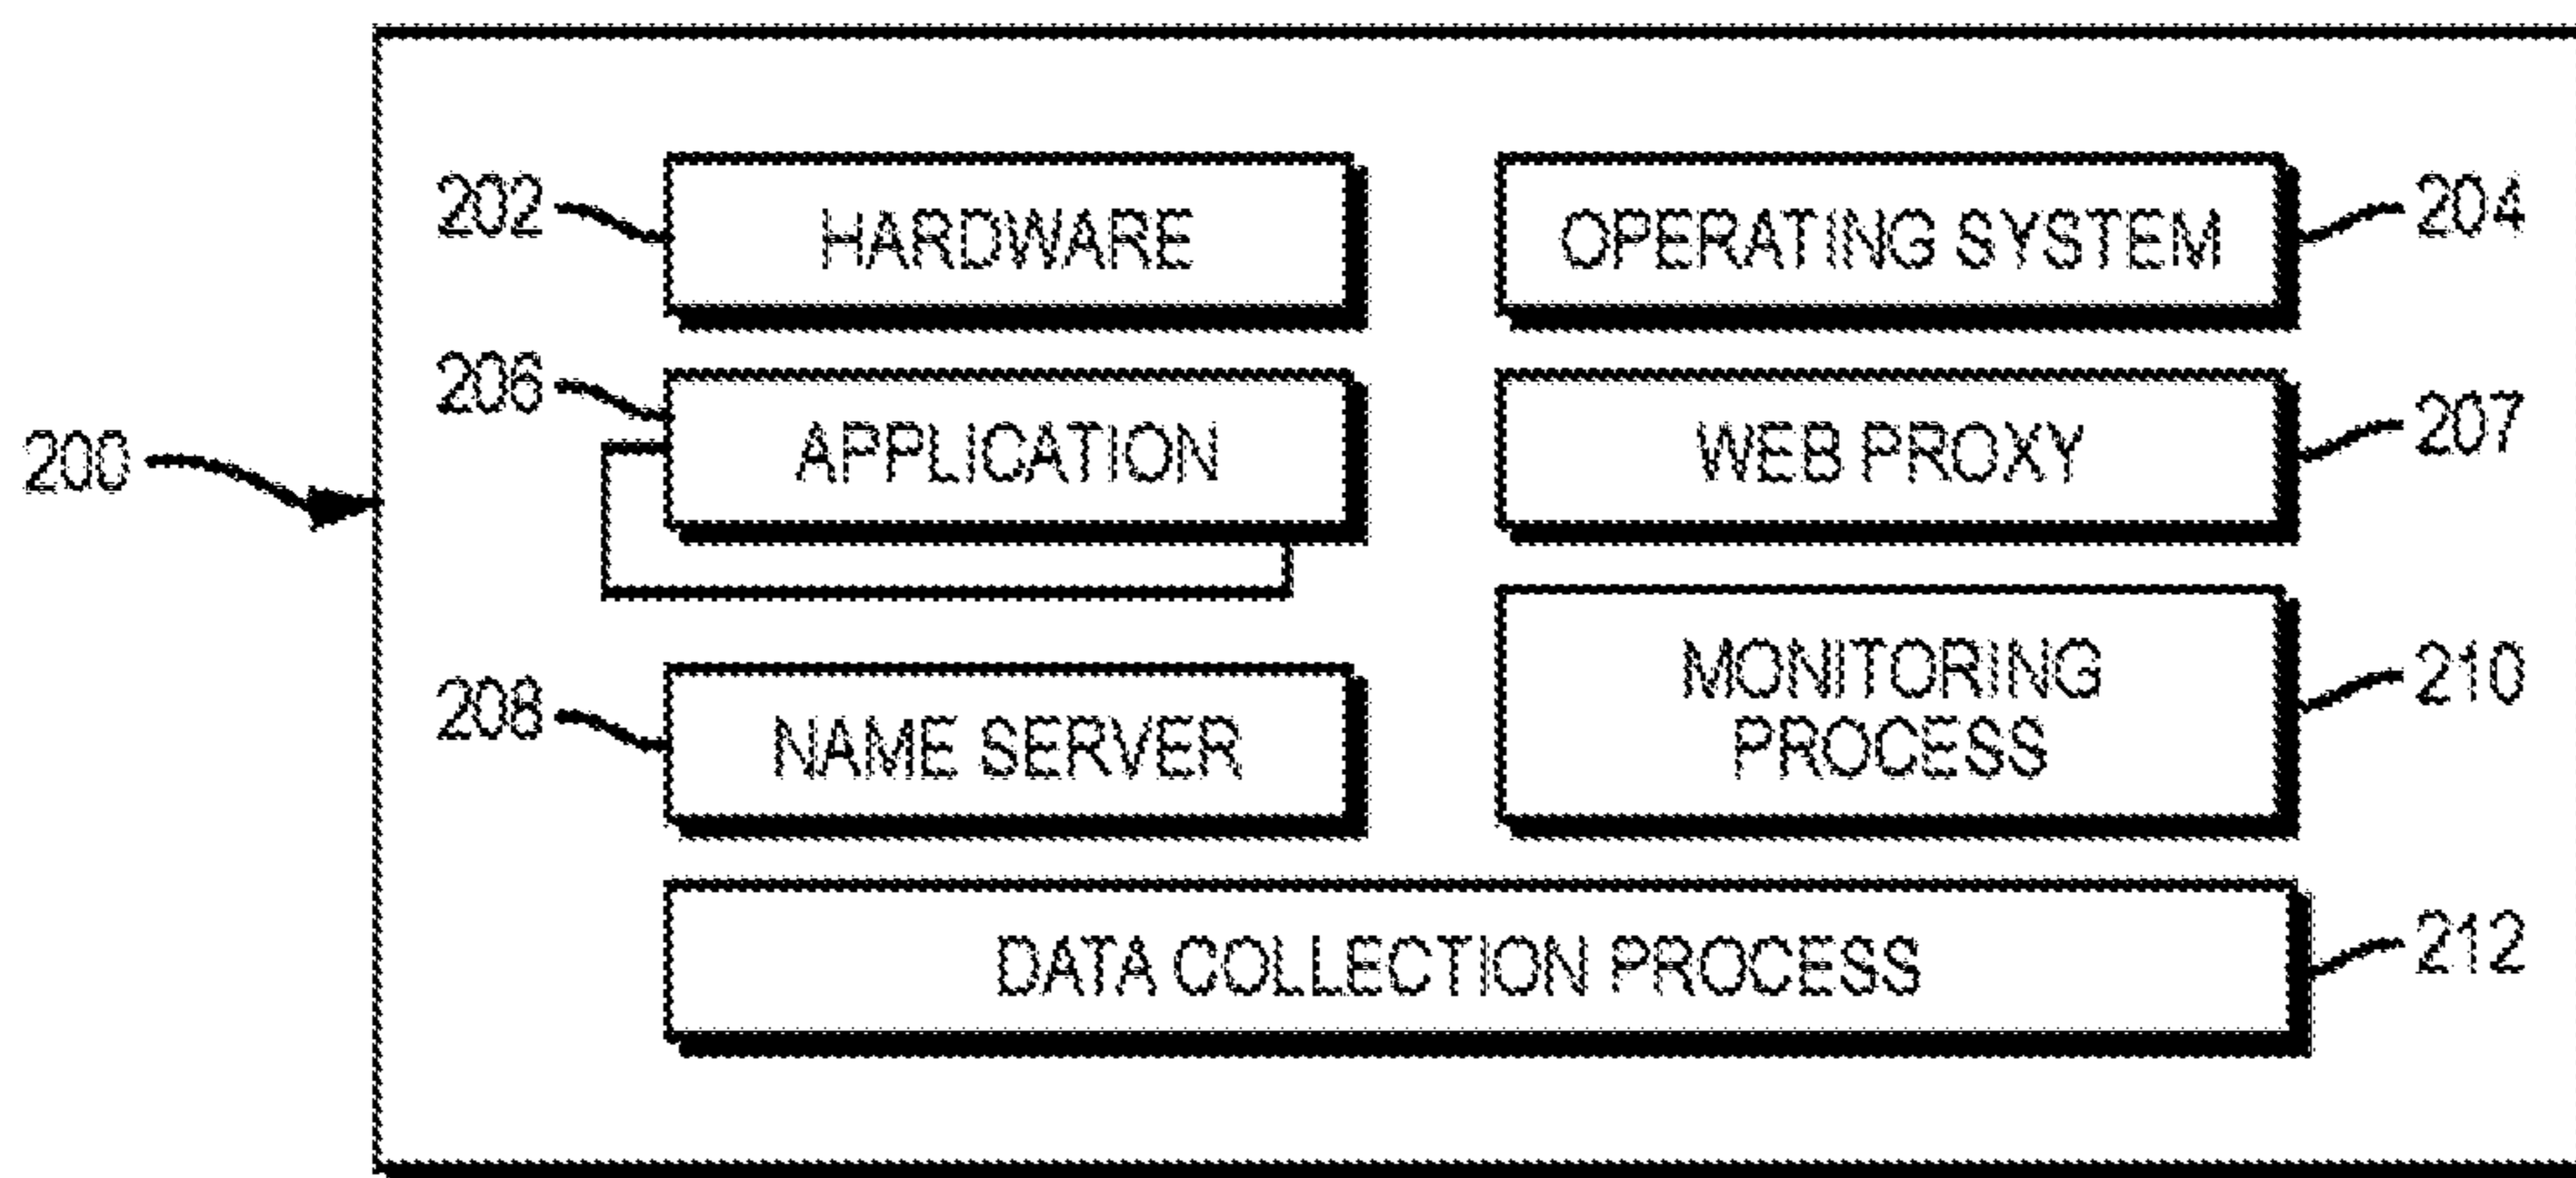 202 HARDWARE OPERATING SYSTEM 204
206 APPLICATION WEB PROXY 207
200
208 NAME SERVER MONITORING PROCESS 210
DATA COLLECTION PROCESS 212